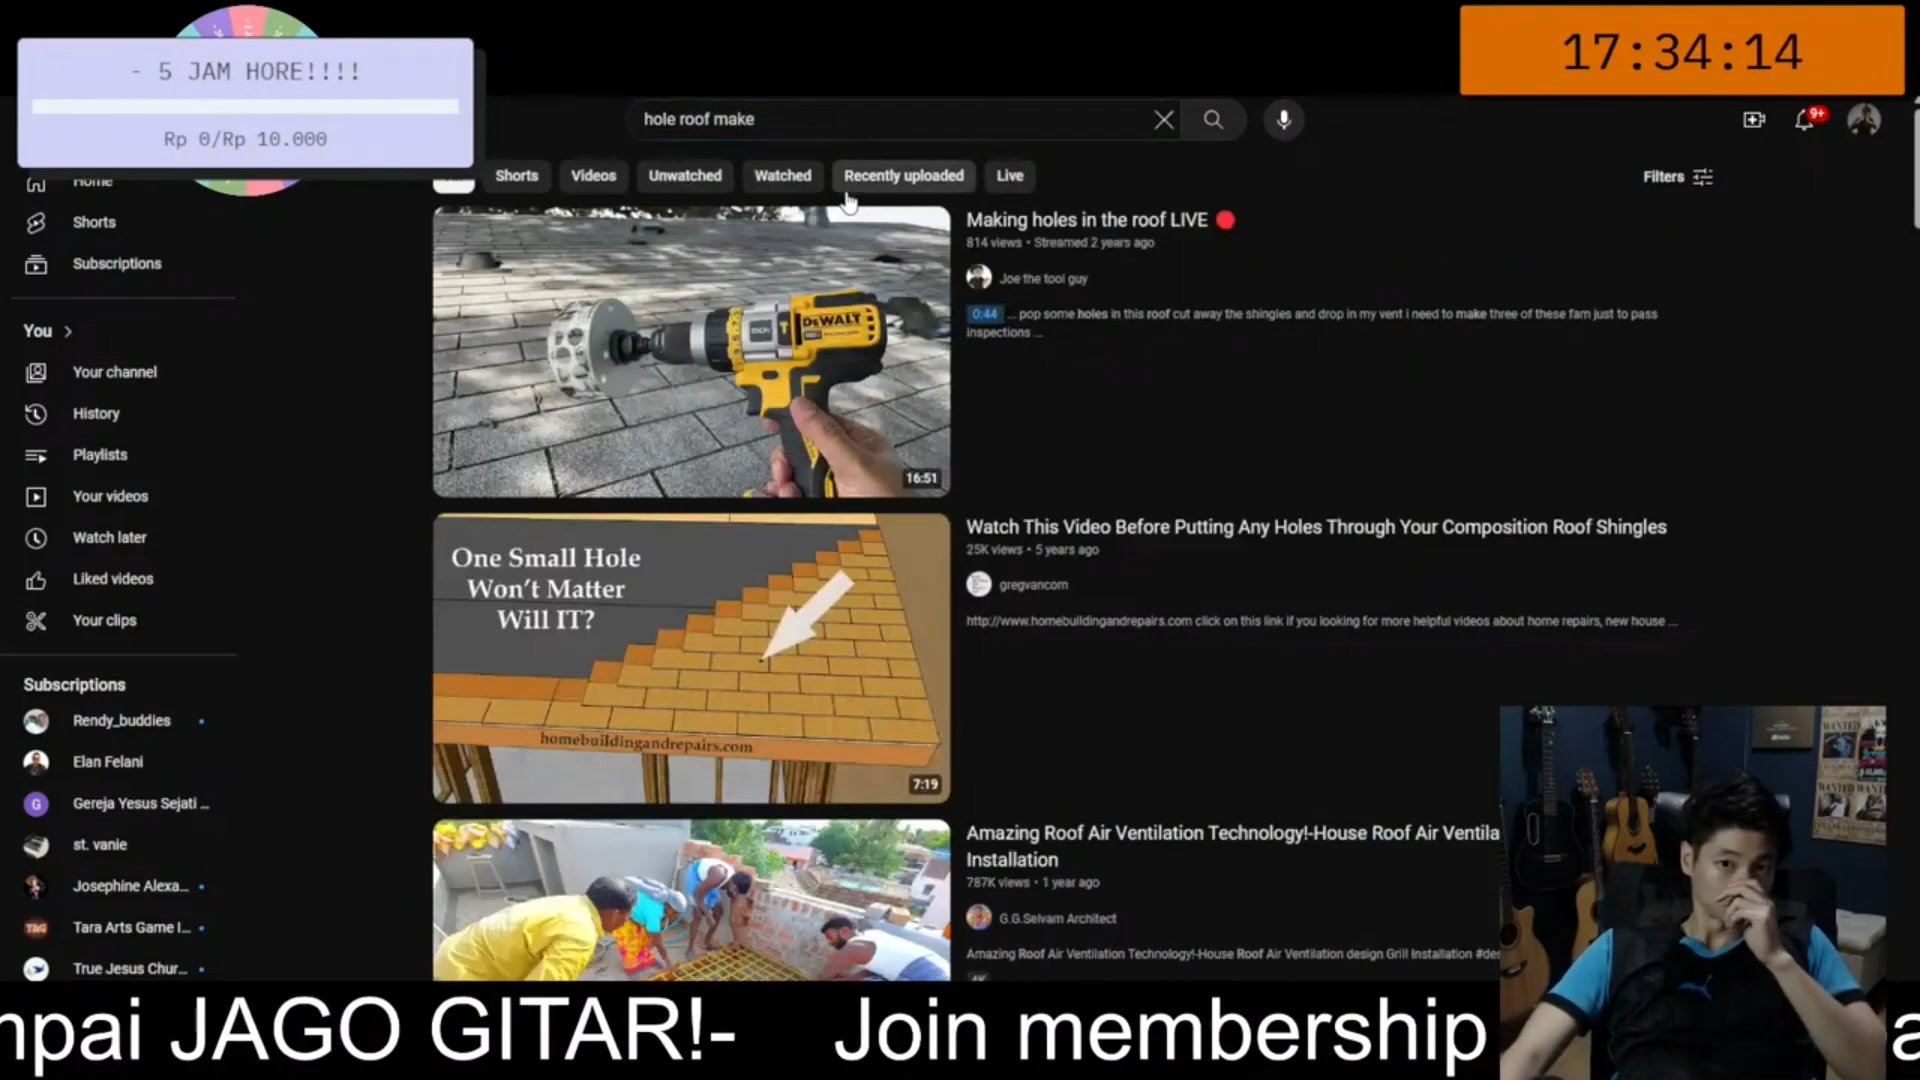 - 5 JAM HORE!!!!
Rp 0/Rp 10.000
17:34:14
hole roof make
9+
Shorts
Videos
Unwatched
Watched
Recently uploaded
Live
Filters
Home
Shorts
Subscriptions
You
Your channel
History
Playlists
Your videos
Watch later
Liked videos
Your clips
Subscriptions
Rendy_buddies
Elan Felani
G
Gereja Yesus Sejati ...
st. vanie
Josephine Alexa...
TAG
Tara Arts Game I...
True Jesus Chur...
DEWALT
16:51
Making holes in the roof LIVE
814 views • Streamed 2 years ago
Joe the tool guy
0:44 ... pop some holes in this roof cut away the shingles and drop in my vent i need to make three of these fam just to pass
inspections ...
One Small Hole
Won't Matter
Will IT?
homebuildingandrepairs.com
7:19
Watch This Video Before Putting Any Holes Through Your Composition Roof Shingles
25K views • 5 years ago
gregvancom
http://www.homebuildingandrepairs.com click on this link if you looking for more helpful videos about home repairs, new house ...
Amazing Roof Air Ventilation Technology!-House Roof Air Ventila
Installation
787K views • 1 year ago
G.G.Selvam Architect
Amazing Roof Air Ventilation Technology!-House Roof Air Ventilation design Grill Installation #de
4K
WANTED WANTED
npai JAGO GITAR!- Join membership a